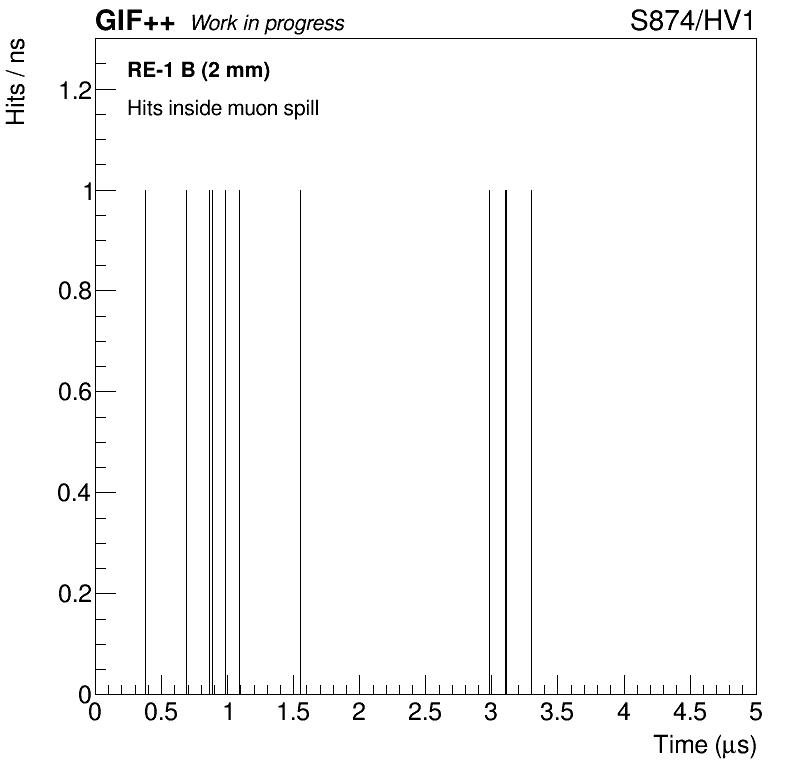 GIF++ Work in progress S874/HV1
Hits / ns
RE-1 B (2 mm)
Hits inside muon spill
1.2
1
0.8
0.6
0.4
0.2
0
0 0.5 1 1.5 2 2.5 3 3.5 4 4.5 5
Time (μs)